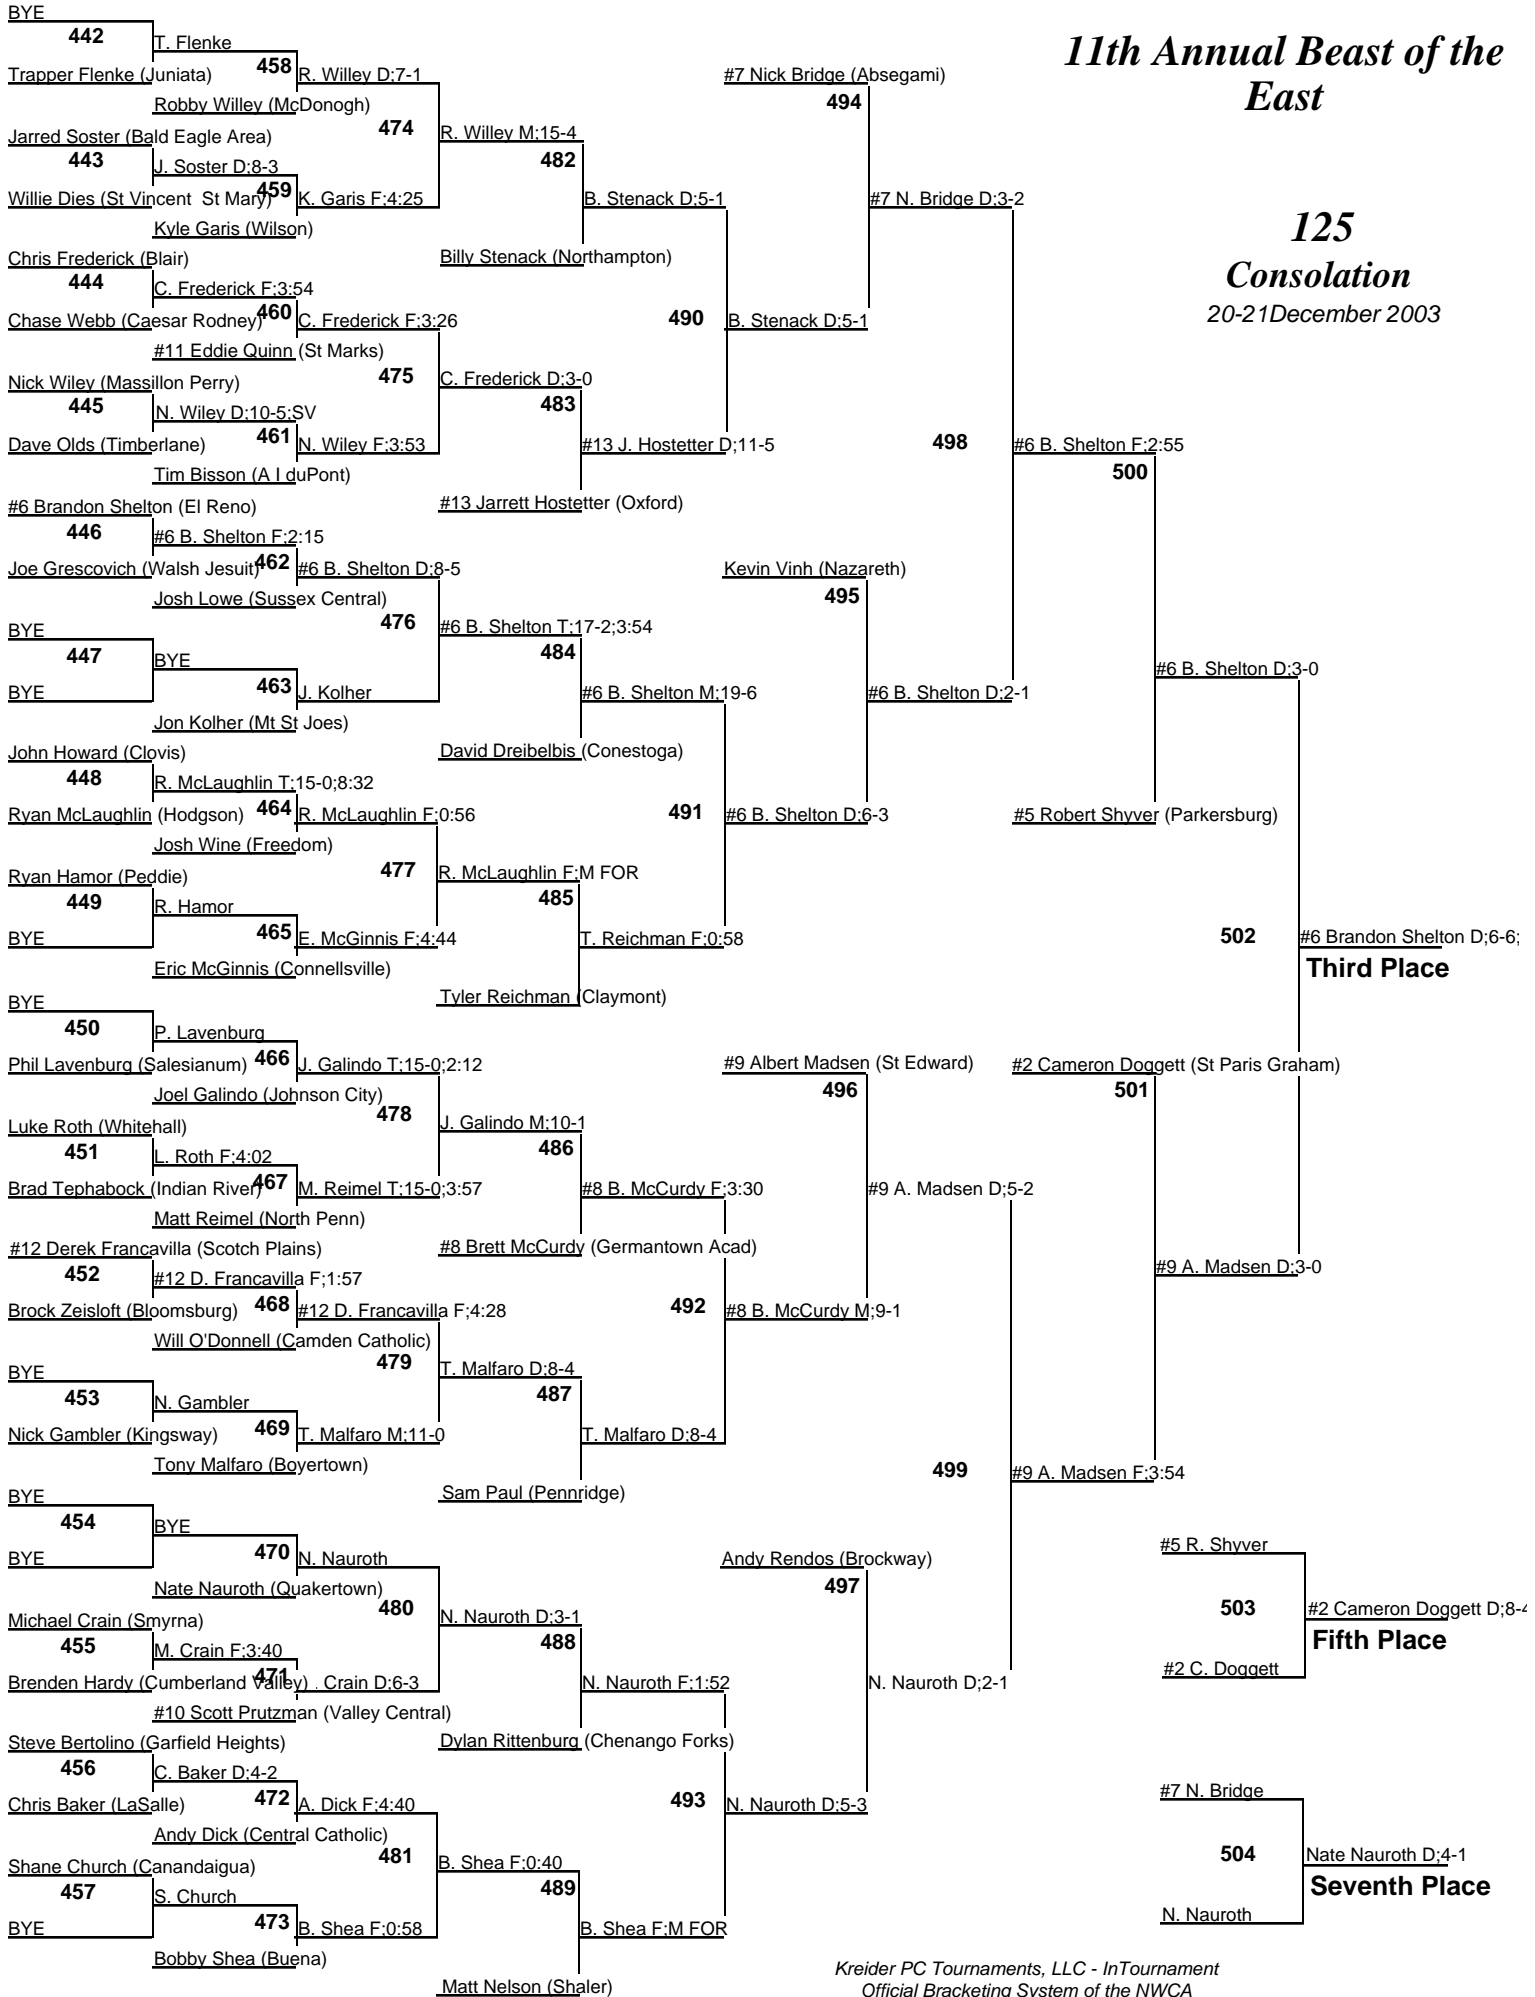 11th Annual Beast of the
East
125
Consolation
20-21December 2003
BYE
442
Trapper Flenke (Juniata)
Jarred Soster (Bald Eagle Area)
443
Willie Dies (St Vincent  St Mary)
Chris Frederick (Blair)
444
Chase Webb (Caesar Rodney)
Nick Wiley (Massillon Perry)
445
Dave Olds (Timberlane)
#6 Brandon Shelton (El Reno)
446
Joe Grescovich (Walsh Jesuit)
BYE
447
BYE
John Howard (Clovis)
448
Ryan McLaughlin (Hodgson)
Ryan Hamor (Peddie)
449
BYE
BYE
450
Phil Lavenburg (Salesianum)
Luke Roth (Whitehall)
451
Brad Tephabock (Indian River)
#12 Derek Francavilla (Scotch Plains)
452
Brock Zeisloft (Bloomsburg)
BYE
453
Nick Gambler (Kingsway)
BYE
454
BYE
Michael Crain (Smyrna)
455
Brenden Hardy (Cumberland Valley)
Steve Bertolino (Garfield Heights)
456
Chris Baker (LaSalle)
Shane Church (Canandaigua)
457
BYE
T. Flenke
458
Robby Willey (McDonogh)
J. Soster D;8-3
459
Kyle Garis (Wilson)
C. Frederick F;3:54
460
#11 Eddie Quinn (St Marks)
N. Wiley D;10-5;SV
461
Tim Bisson (A I duPont)
#6 B. Shelton F;2:15
462
Josh Lowe (Sussex Central)
BYE
463
Jon Kolher (Mt St Joes)
R. McLaughlin T;15-0;8:32
464
Josh Wine (Freedom)
R. Hamor
465
Eric McGinnis (Connellsville)
P. Lavenburg
466
Joel Galindo (Johnson City)
L. Roth F;4:02
467
Matt Reimel (North Penn)
#12 D. Francavilla F;1:57
468
Will O'Donnell (Camden Catholic)
N. Gambler
469
Tony Malfaro (Boyertown)
BYE
470
Nate Nauroth (Quakertown)
M. Crain F;3:40
471
#10 Scott Prutzman (Valley Central)
C. Baker D;4-2
472
Andy Dick (Central Catholic)
S. Church
473
Bobby Shea (Buena)
R. Willey D;7-1
474
K. Garis F;4:25
C. Frederick F;3:26
475
N. Wiley F;3:53
#6 B. Shelton D;8-5
476
J. Kolher
R. McLaughlin F;0:56
477
E. McGinnis F;4:44
J. Galindo T;15-0;2:12
478
M. Reimel T;15-0;3:57
#12 D. Francavilla F;4:28
479
T. Malfaro M;11-0
N. Nauroth
480
. Crain D;6-3
A. Dick F;4:40
481
B. Shea F;0:58
R. Willey M;15-4
482
Billy Stenack (Northampton)
C. Frederick D;3-0
483
#13 Jarrett Hostetter (Oxford)
#6 B. Shelton T;17-2;3:54
484
David Dreibelbis (Conestoga)
R. McLaughlin F;M FOR
485
Tyler Reichman (Claymont)
J. Galindo M;10-1
486
#8 Brett McCurdy (Germantown Acad)
T. Malfaro D;8-4
487
Sam Paul (Pennridge)
N. Nauroth D;3-1
488
Dylan Rittenburg (Chenango Forks)
B. Shea F;0:40
489
Matt Nelson (Shaler)
B. Stenack D;5-1
490
#13 J. Hostetter D;11-5
#6 B. Shelton M;19-6
491
T. Reichman F;0:58
#8 B. McCurdy F;3:30
492
T. Malfaro D;8-4
N. Nauroth F;1:52
493
B. Shea F;M FOR
#7 Nick Bridge (Absegami)
494
B. Stenack D;5-1
Kevin Vinh (Nazareth)
495
#6 B. Shelton D;6-3
#9 Albert Madsen (St Edward)
496
#8 B. McCurdy M;9-1
Andy Rendos (Brockway)
497
N. Nauroth D;5-3
#7 N. Bridge D;3-2
498
#6 B. Shelton D;2-1
#9 A. Madsen D;5-2
499
N. Nauroth D;2-1
#6 B. Shelton F;2:55
500
#5 Robert Shyver (Parkersburg)
#2 Cameron Doggett (St Paris Graham)
501
#9 A. Madsen F;3:54
#6 B. Shelton D;3-0
502
#9 A. Madsen D;3-0
#6 Brandon Shelton D;6-6;
Third Place
#5 R. Shyver
503
#2 C. Doggett
#2 Cameron Doggett D;8-4
Fifth Place
#7 N. Bridge
504
N. Nauroth
Nate Nauroth D;4-1
Seventh Place
Kreider PC Tournaments, LLC - InTournament
Official Bracketing System of the NWCA